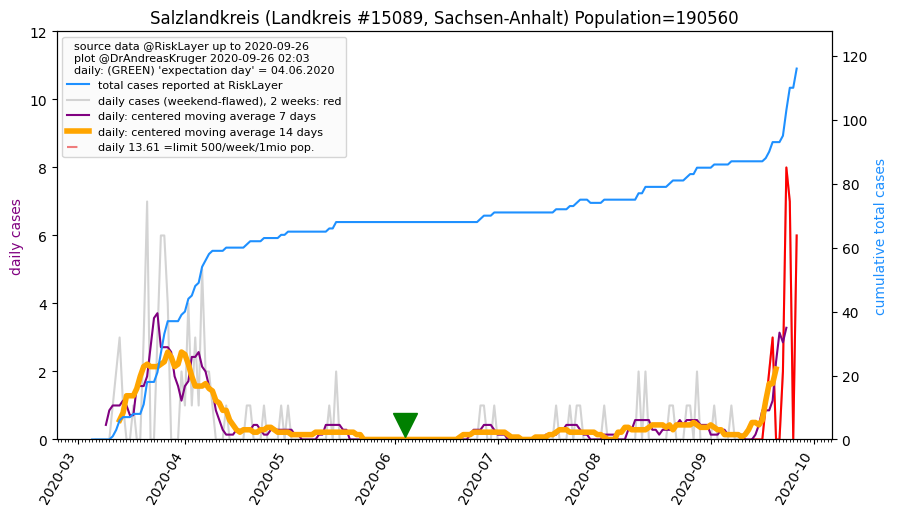 Salzlandkreis (Landkreis #15089, Sachsen-Anhalt) Population=190560
source data @RiskLayer up to 2020-09-26
plot @DrAndreasKruger 2020-09-26 02:03
daily: (GREEN) 'expectation day' = 04.06.2020
total cases reported at RiskLayer
daily cases (weekend-flawed), 2 weeks: red
daily: centered moving average 7 days
daily: centered moving average 14 days
daily 13.61 =limit 500/week/1mio pop.
daily cases
12
10
8
6
4
2
0
cumulative total cases
120
100
80
60
40
20
0
2020-03
2020-04
2020-05
2020-06
2020-07
2020-08
2020-09
2020-10